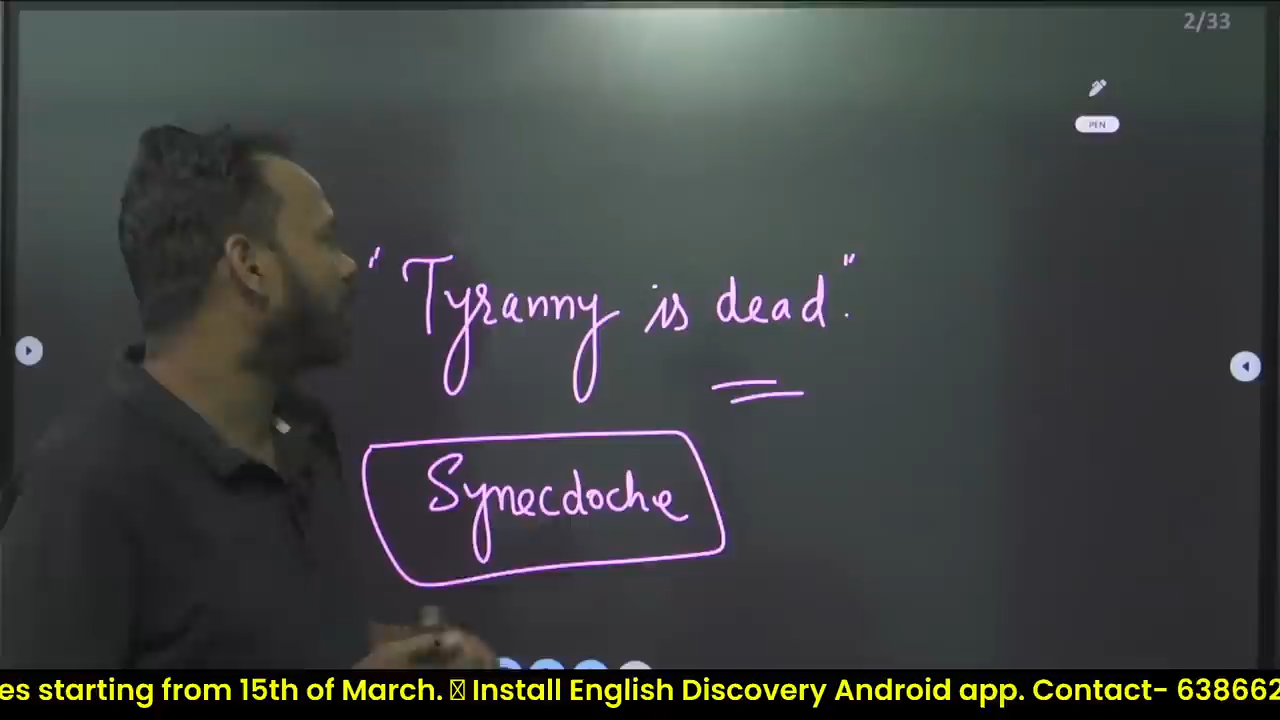 2/33
PEN
"Tyranny is dead."
Synecdoche
es starting from 15th of March. Install English Discovery Android app. Contact- 638662